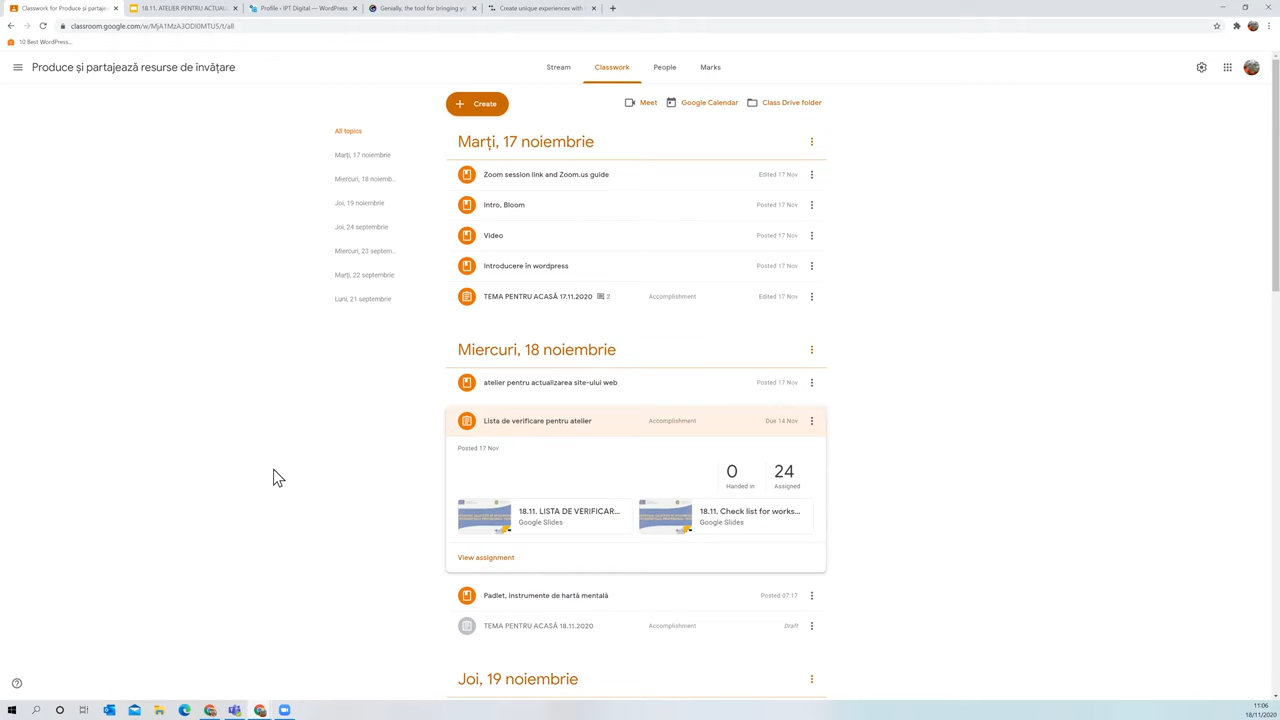 Classwork for Produce și partaje
18.11. ATELIER PENTRU ACTUAL
Profile ‹ IPT Digital — WordPress
Genially, the tool for bringing yo
Create unique experiences with
classroom.google.com/w/MjA1MzA3ODI0MTU5/t/all
10 Best WordPress...
Produce și partajează resurse de învățare
Stream
Classwork
People
Marks
Create
Meet
Google Calendar
Class Drive folder
All topics
Marți, 17 noiembrie
Miercuri, 18 noiemb...
Joi, 19 noiembrie
Joi, 24 septembrie
Miercuri, 23 septem...
Marți, 22 septembrie
Luni, 21 septembrie
Marți, 17 noiembrie
Zoom session link and Zoom.us guide Edited 17 Nov
Intro, Bloom Posted 17 Nov
Video Posted 17 Nov
Introducere în wordpress Posted 17 Nov
TEMA PENTRU ACASĂ 17.11.2020 2 Accomplishment Edited 17 Nov
Miercuri, 18 noiembrie
atelier pentru actualizarea site-ului web Posted 17 Nov
Lista de verificare pentru atelier Accomplishment Due 14 Nov
Posted 17 Nov
0 24
Handed in Assigned
18.11. LISTA DE VERIFICAR...
Google Slides
18.11. Check list for works...
Google Slides
View assignment
Padlet, instrumente de hartă mentală Posted 07:17
TEMA PENTRU ACASĂ 18.11.2020 Accomplishment Draft
Joi, 19 noiembrie
11:06
18/11/2020